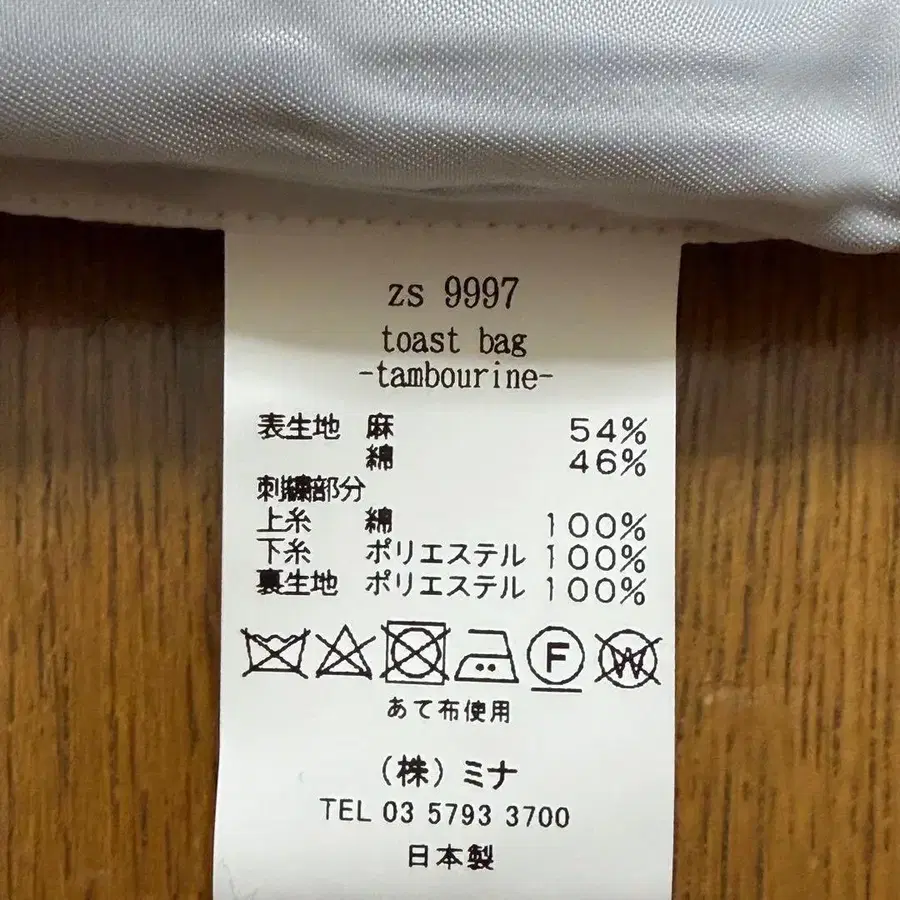 zs 9997
toast bag
-tambourine-
表生地 麻 54%
綿 46%
刺繍部分
上糸 綿 100%
下糸 ポリエステル 100%
裏生地 ポリエステル 100%
F W
あて布使用
（株）ミナ
TEL 03 5793 3700
日本製